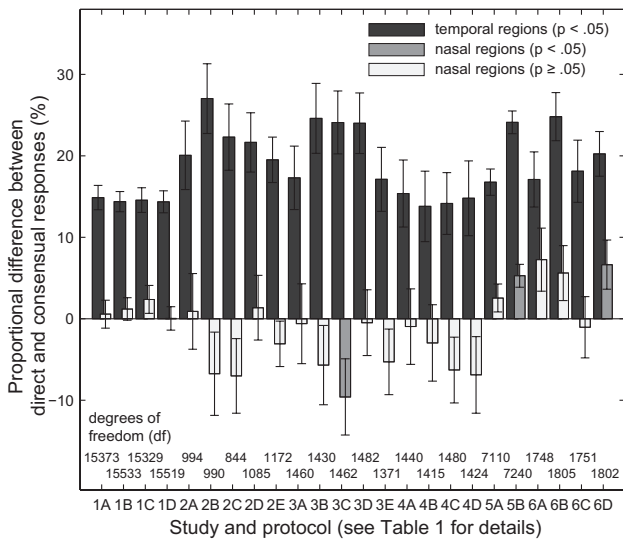 temporal regions (p < .05)
nasal regions (p < .05)
nasal regions (p ≥ .05)
Proportional difference between
direct and consensual responses (%)
30
20
10
0
−10
degrees of
freedom (df)
15373 15329 994 844 1172 1430 1482 1440 1480 7110 1748 1751
15533 15519 990 1085 1460 1462 1371 1415 1424 7240 1805 1802
1A 1B 1C 1D 2A 2B 2C 2D 2E 3A 3B 3C 3D 3E 4A 4B 4C 4D 5A 5B 6A 6B 6C 6D
Study and protocol (see Table 1 for details)